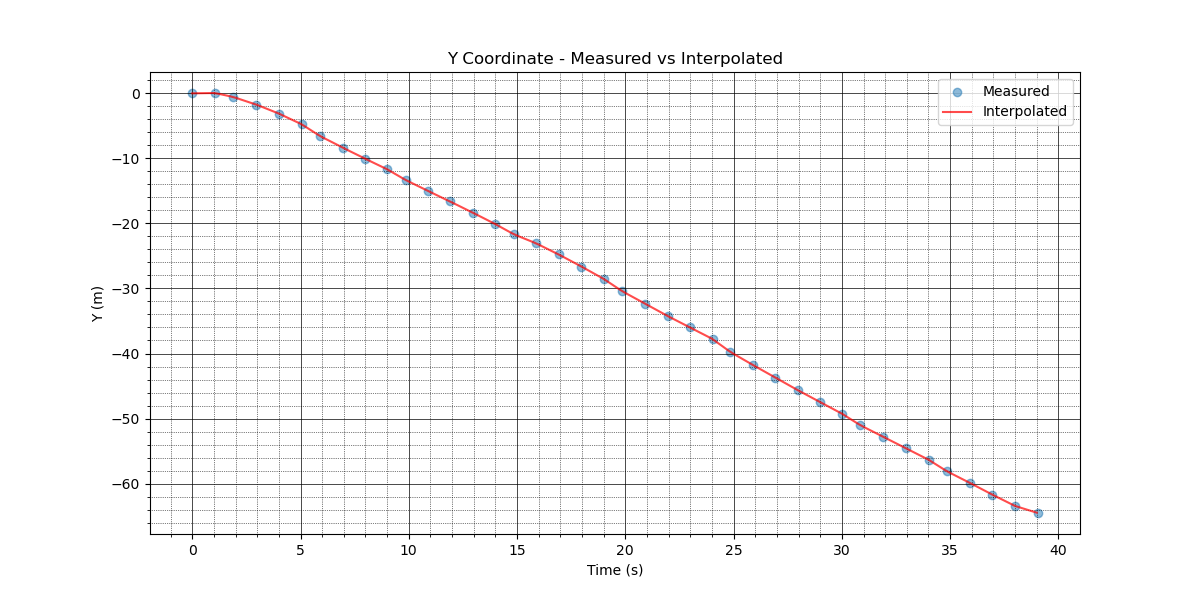 Y Coordinate - Measured vs Interpolated
Measured
Interpolated
Y (m)
0
−10
−20
−30
−40
−50
−60
0 5 10 15 20 25 30 35 40
Time (s)